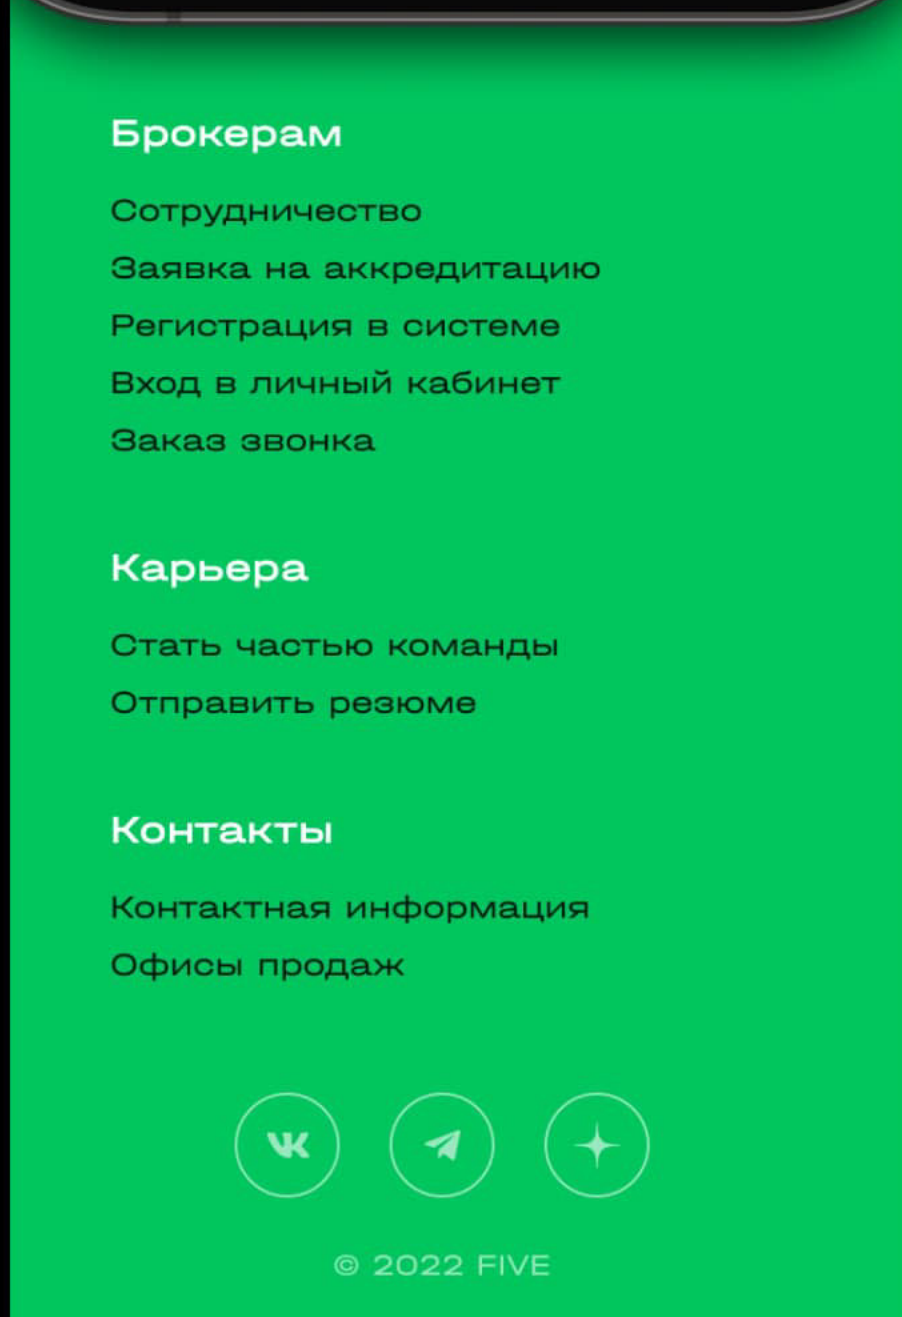 Брокерам
Сотрудничество
Заявка на аккредитацию
Регистрация в системе
Вход в личный кабинет
Заказ звонка
Карьера
Стать частью команды
Отправить резюме
Контакты
Контактная информация
Офисы продаж
© 2022 FIVE